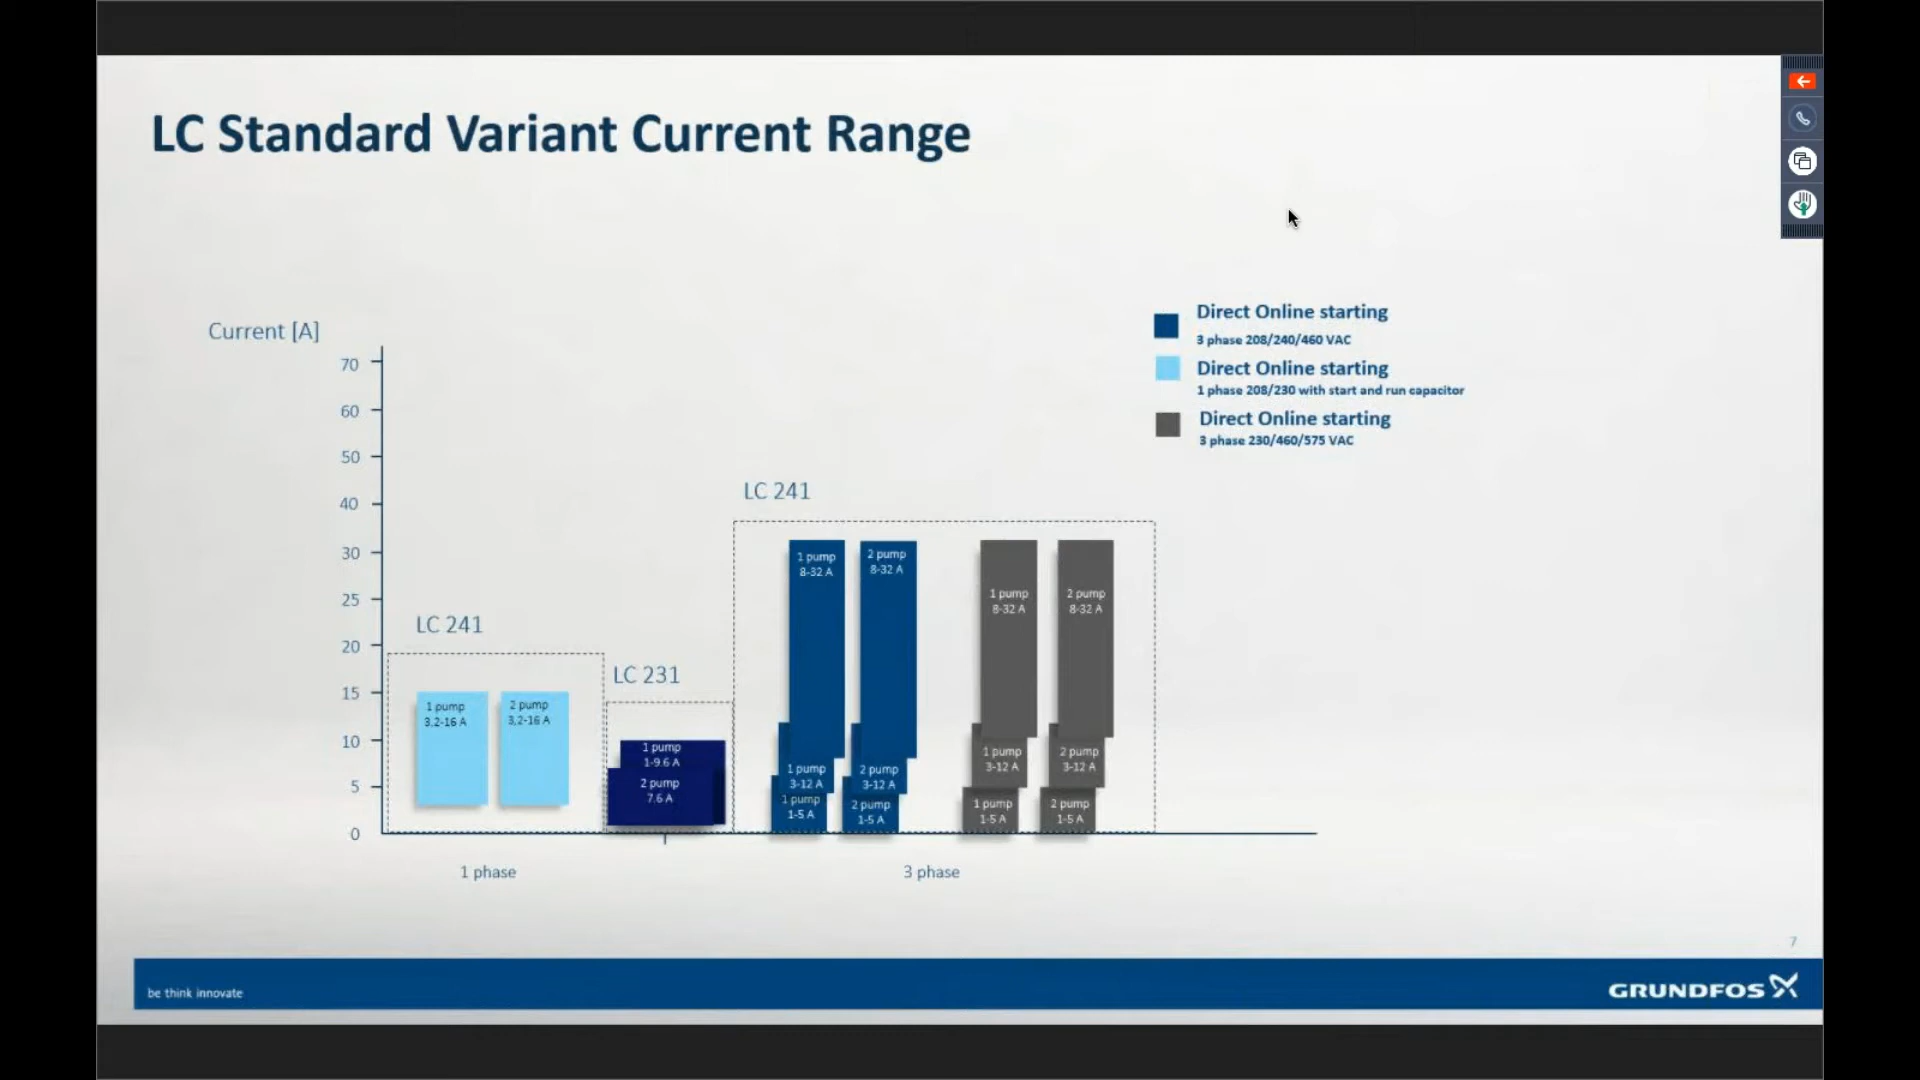 LC Standard Variant Current Range
Current [A]
70
60
50
40
30
25
20
15
10
5
0
Direct Online starting
3 phase 208/240/460 VAC
Direct Online starting
1 phase 208/230 with start and run capacitor
Direct Online starting
3 phase 230/460/575 VAC
LC 241
1 pump
3,2-16 A
2 pump
3,2-16 A
LC 231
1 pump
1-9.6 A
2 pump
7.6 A
LC 241
1 pump
8-32 A
2 pump
8-32 A
1 pump
8-32 A
2 pump
8-32 A
1 pump
3-12 A
2 pump
3-12 A
1 pump
3-12 A
2 pump
3-12 A
1 pump
1-5 A
2 pump
1-5 A
1 pump
1-5 A
2 pump
1-5 A
1 phase
3 phase
7
be think innovate
GRUNDFOS